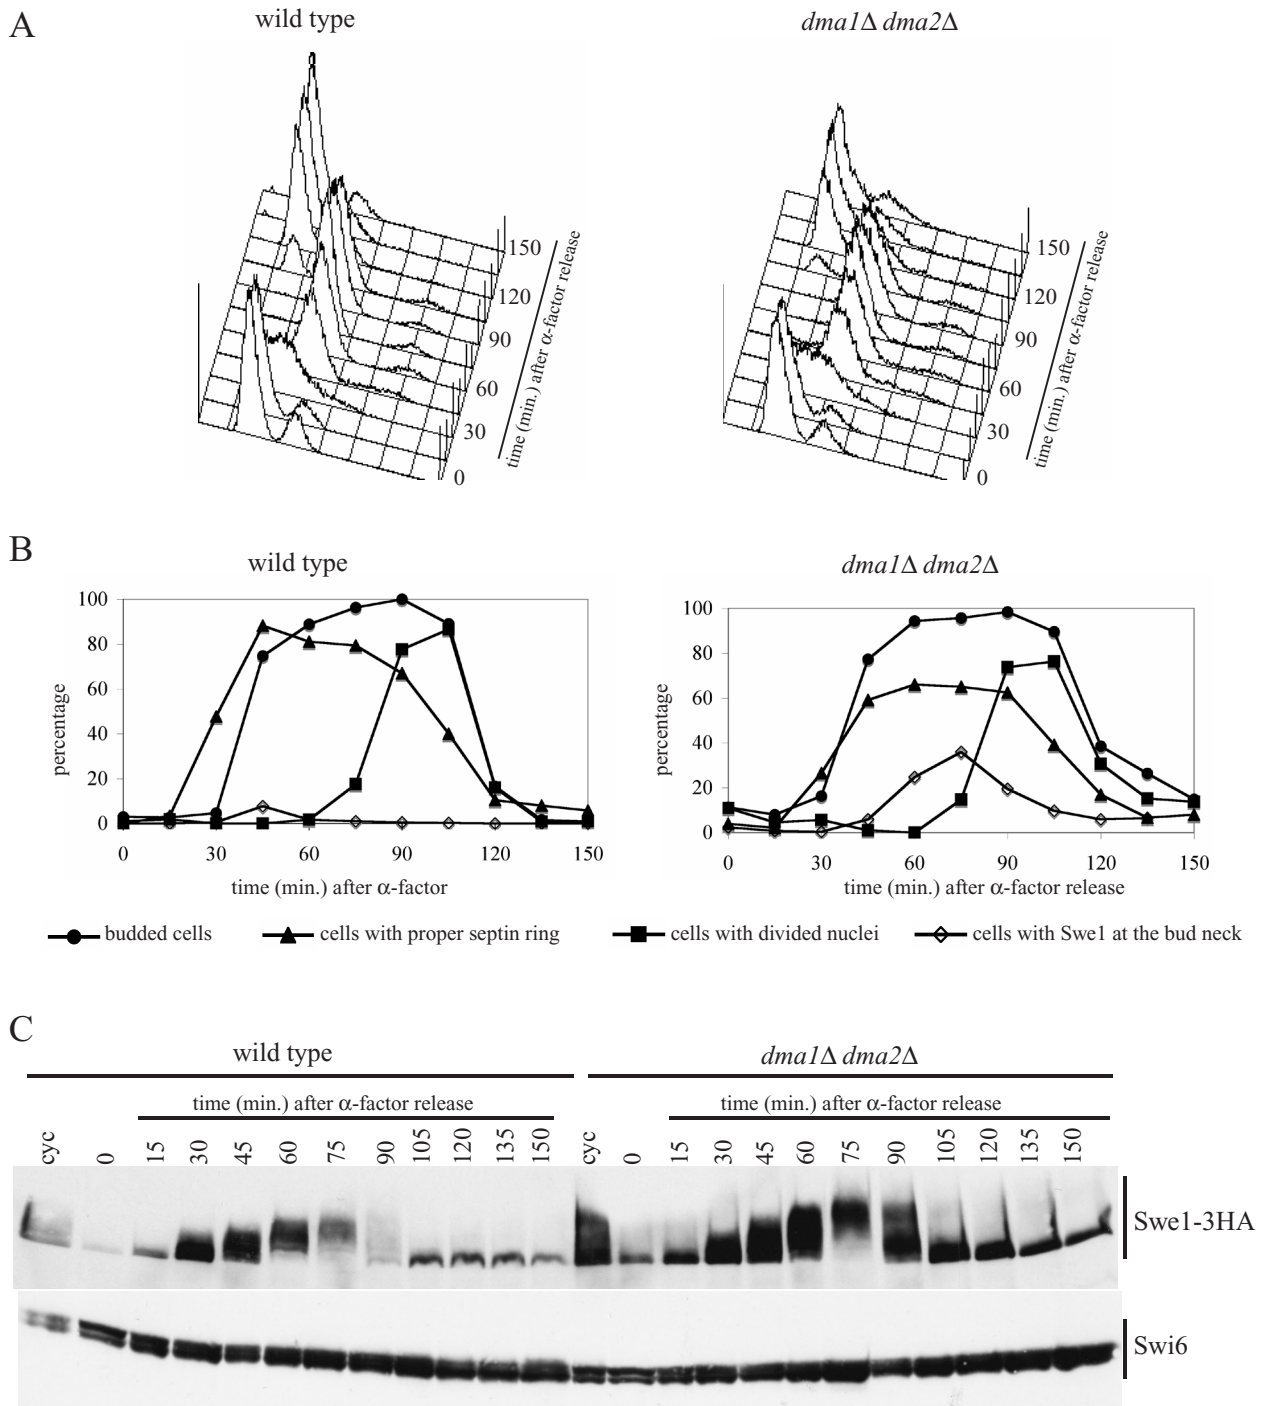 A
wild type
dma1Δ dma2Δ
150
120
90
60
30
0
time (min.) after α-factor release
150
120
90
60
30
0
time (min.) after α-factor release
B
wild type
dma1Δ dma2Δ
percentage
100
80
60
40
20
0
0 30 60 90 120 150
time (min.) after α-factor
percentage
100
80
60
40
20
0
0 30 60 90 120 150
time (min.) after α-factor release
budded cells
cells with proper septin ring
cells with divided nuclei
cells with Swe1 at the bud neck
C
wild type
dma1Δ dma2Δ
time (min.) after α-factor release
time (min.) after α-factor release
cyc 0 15 30 45 60 75 90 105 120 135 150
cyc 0 15 30 45 60 75 90 105 120 135 150
Swe1-3HA
Swi6